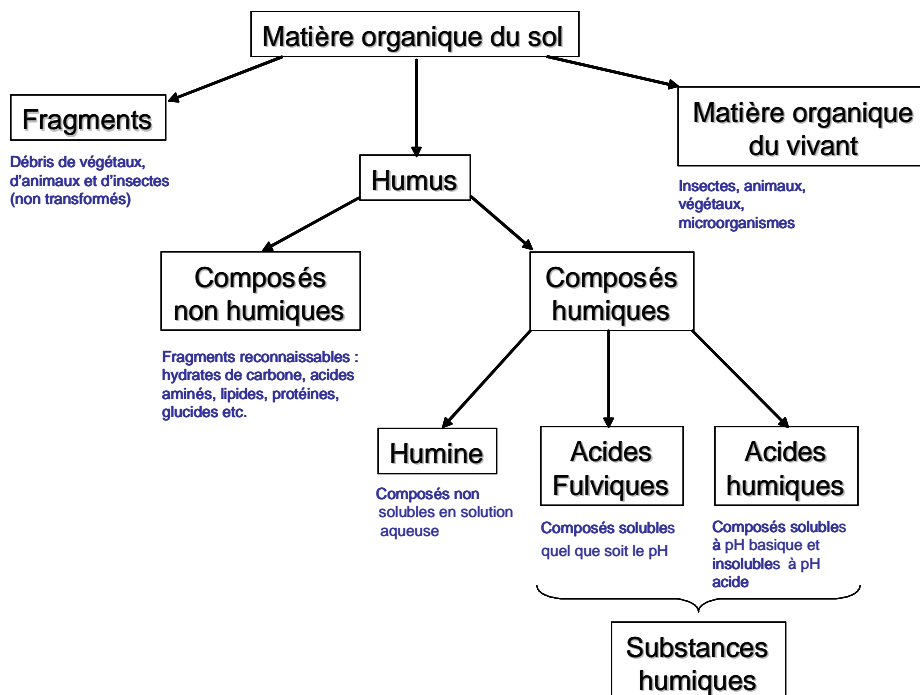 Matière organique du sol
Fragments
Débris de végétaux,
d'animaux et d'insectes
(non transformés)
Humus
Matière organique
du vivant
Insectes, animaux,
végétaux,
microorganismes
Composés
non humiques
Fragments reconnaissables :
hydrates de carbone, acides
aminés, lipides, protéines,
glucides etc.
Composés
humiques
Humine
Composés non
solubles en solution
aqueuse
Acides
Fulviques
Composés solubles
quel que soit le pH
Acides
humiques
Composés solubles
à pH basique et
insolubles à pH
acide
Substances
humiques